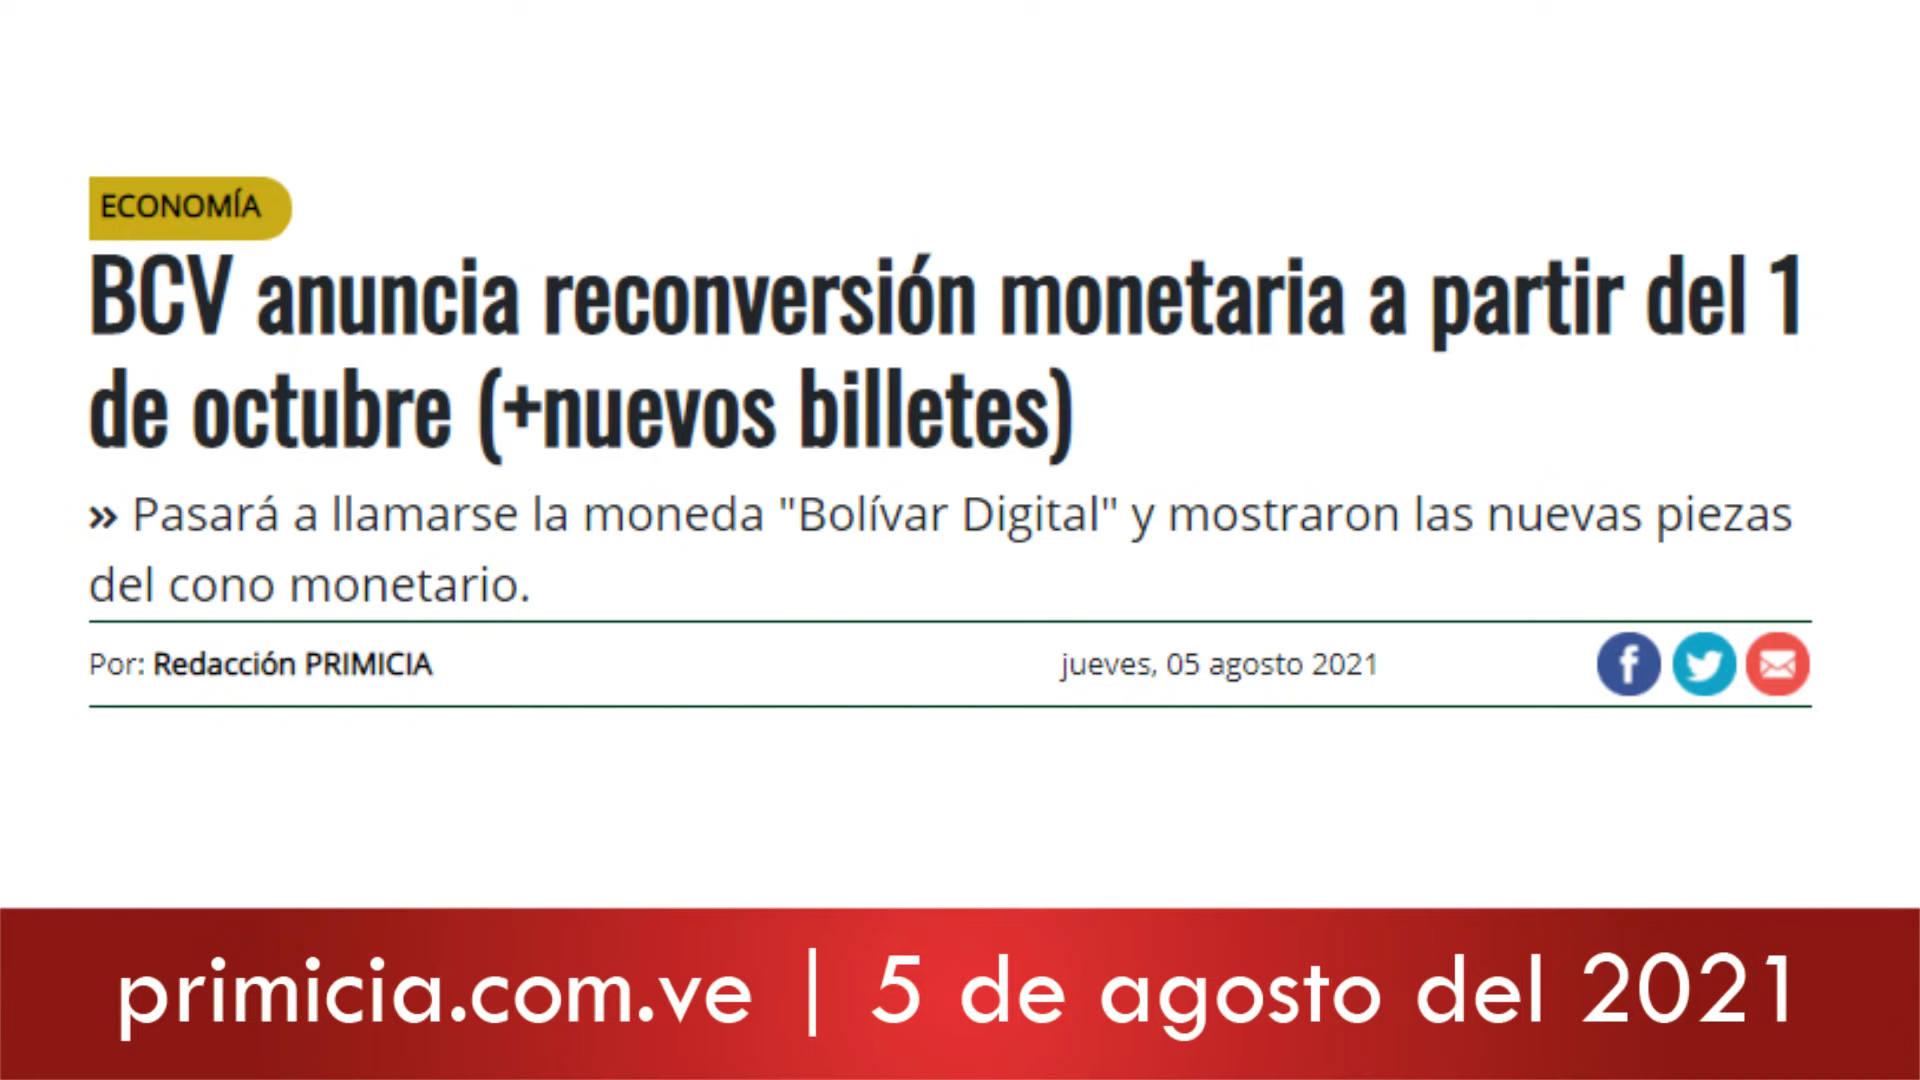 ECONOMÍA
BCV anuncia reconversión monetaria a partir del 1
de octubre (+nuevos billetes)
» Pasará a llamarse la moneda "Bolívar Digital" y mostraron las nuevas piezas
del cono monetario.
Por: Redacción PRIMICIA jueves, 05 agosto 2021
primicia.com.ve | 5 de agosto del 2021